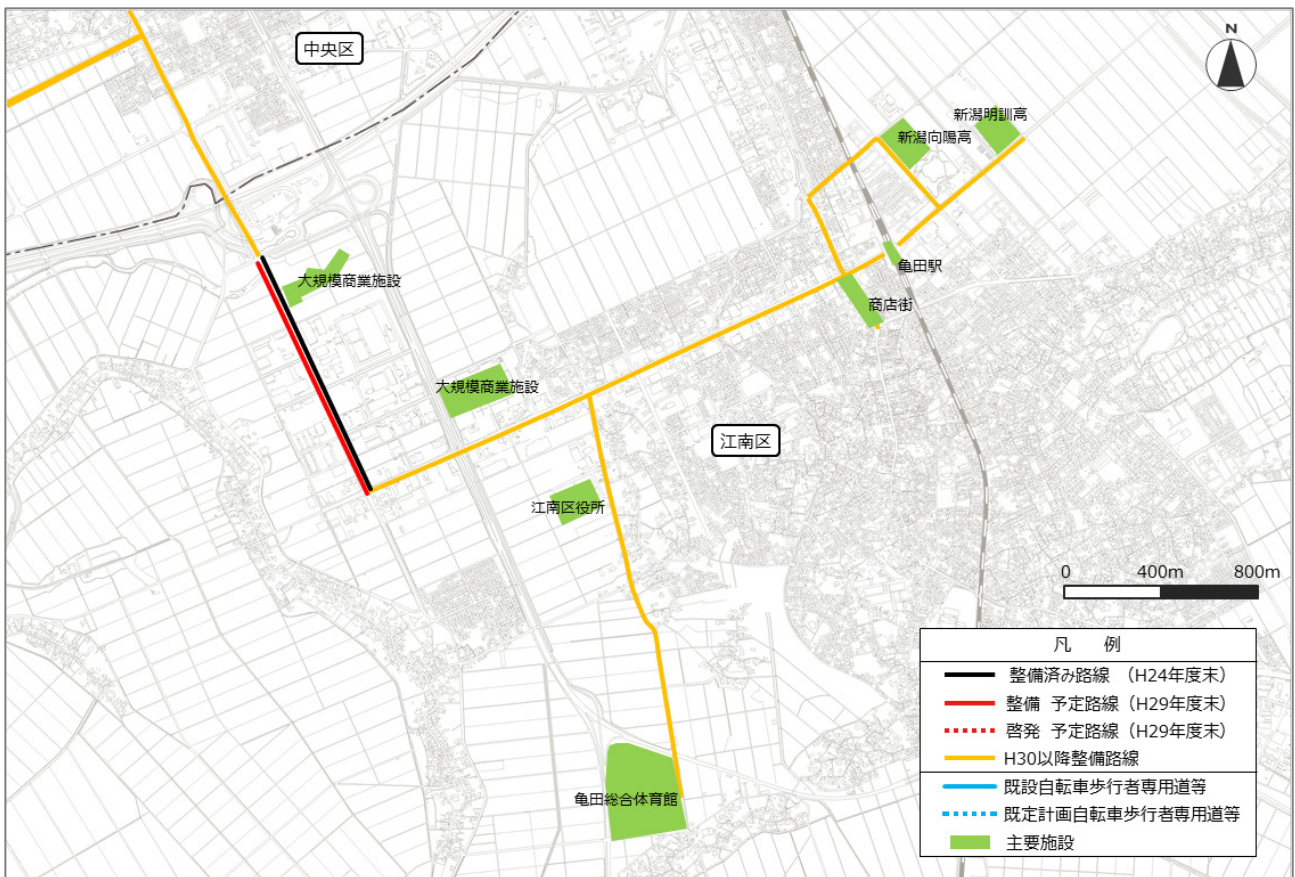 中央区
N
新潟明訓高
新潟向陽高
亀田駅
大規模商業施設
商店街
大規模商業施設
江南区
江南区役所
0 400m 800m
亀田総合体育館
凡 例
整備済み路線 （H24年度末）
整備 予定路線（H29年度末）
啓発 予定路線（H29年度末）
H30以降整備路線
既設自転車歩行者専用道等
既定計画自転車歩行者専用道等
主要施設